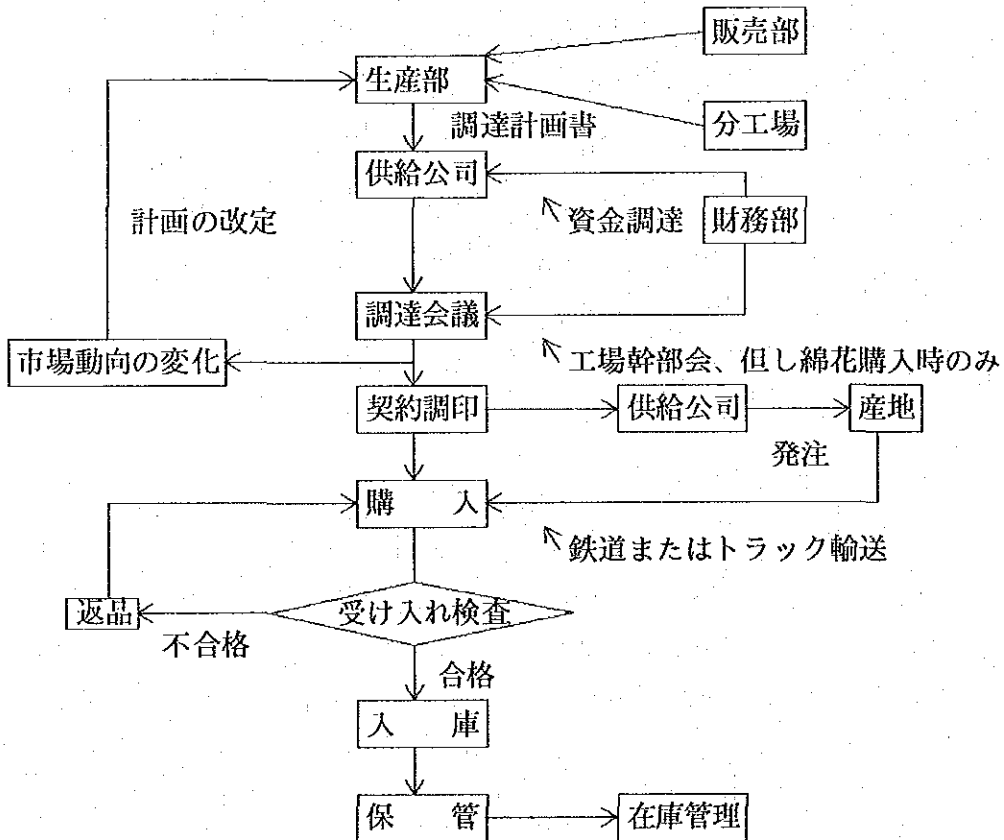 販売部
生産部
調達計画書
分工場
供給公司
計画の改定
資金調達
財務部
調達会議
市場動向の変化
工場幹部会、但し綿花購入時のみ
契約調印
供給公司
産地
発注
購 入
鉄道またはトラック輸送
返品
受け入れ検査
不合格
合格
入 庫
保 管
在庫管理